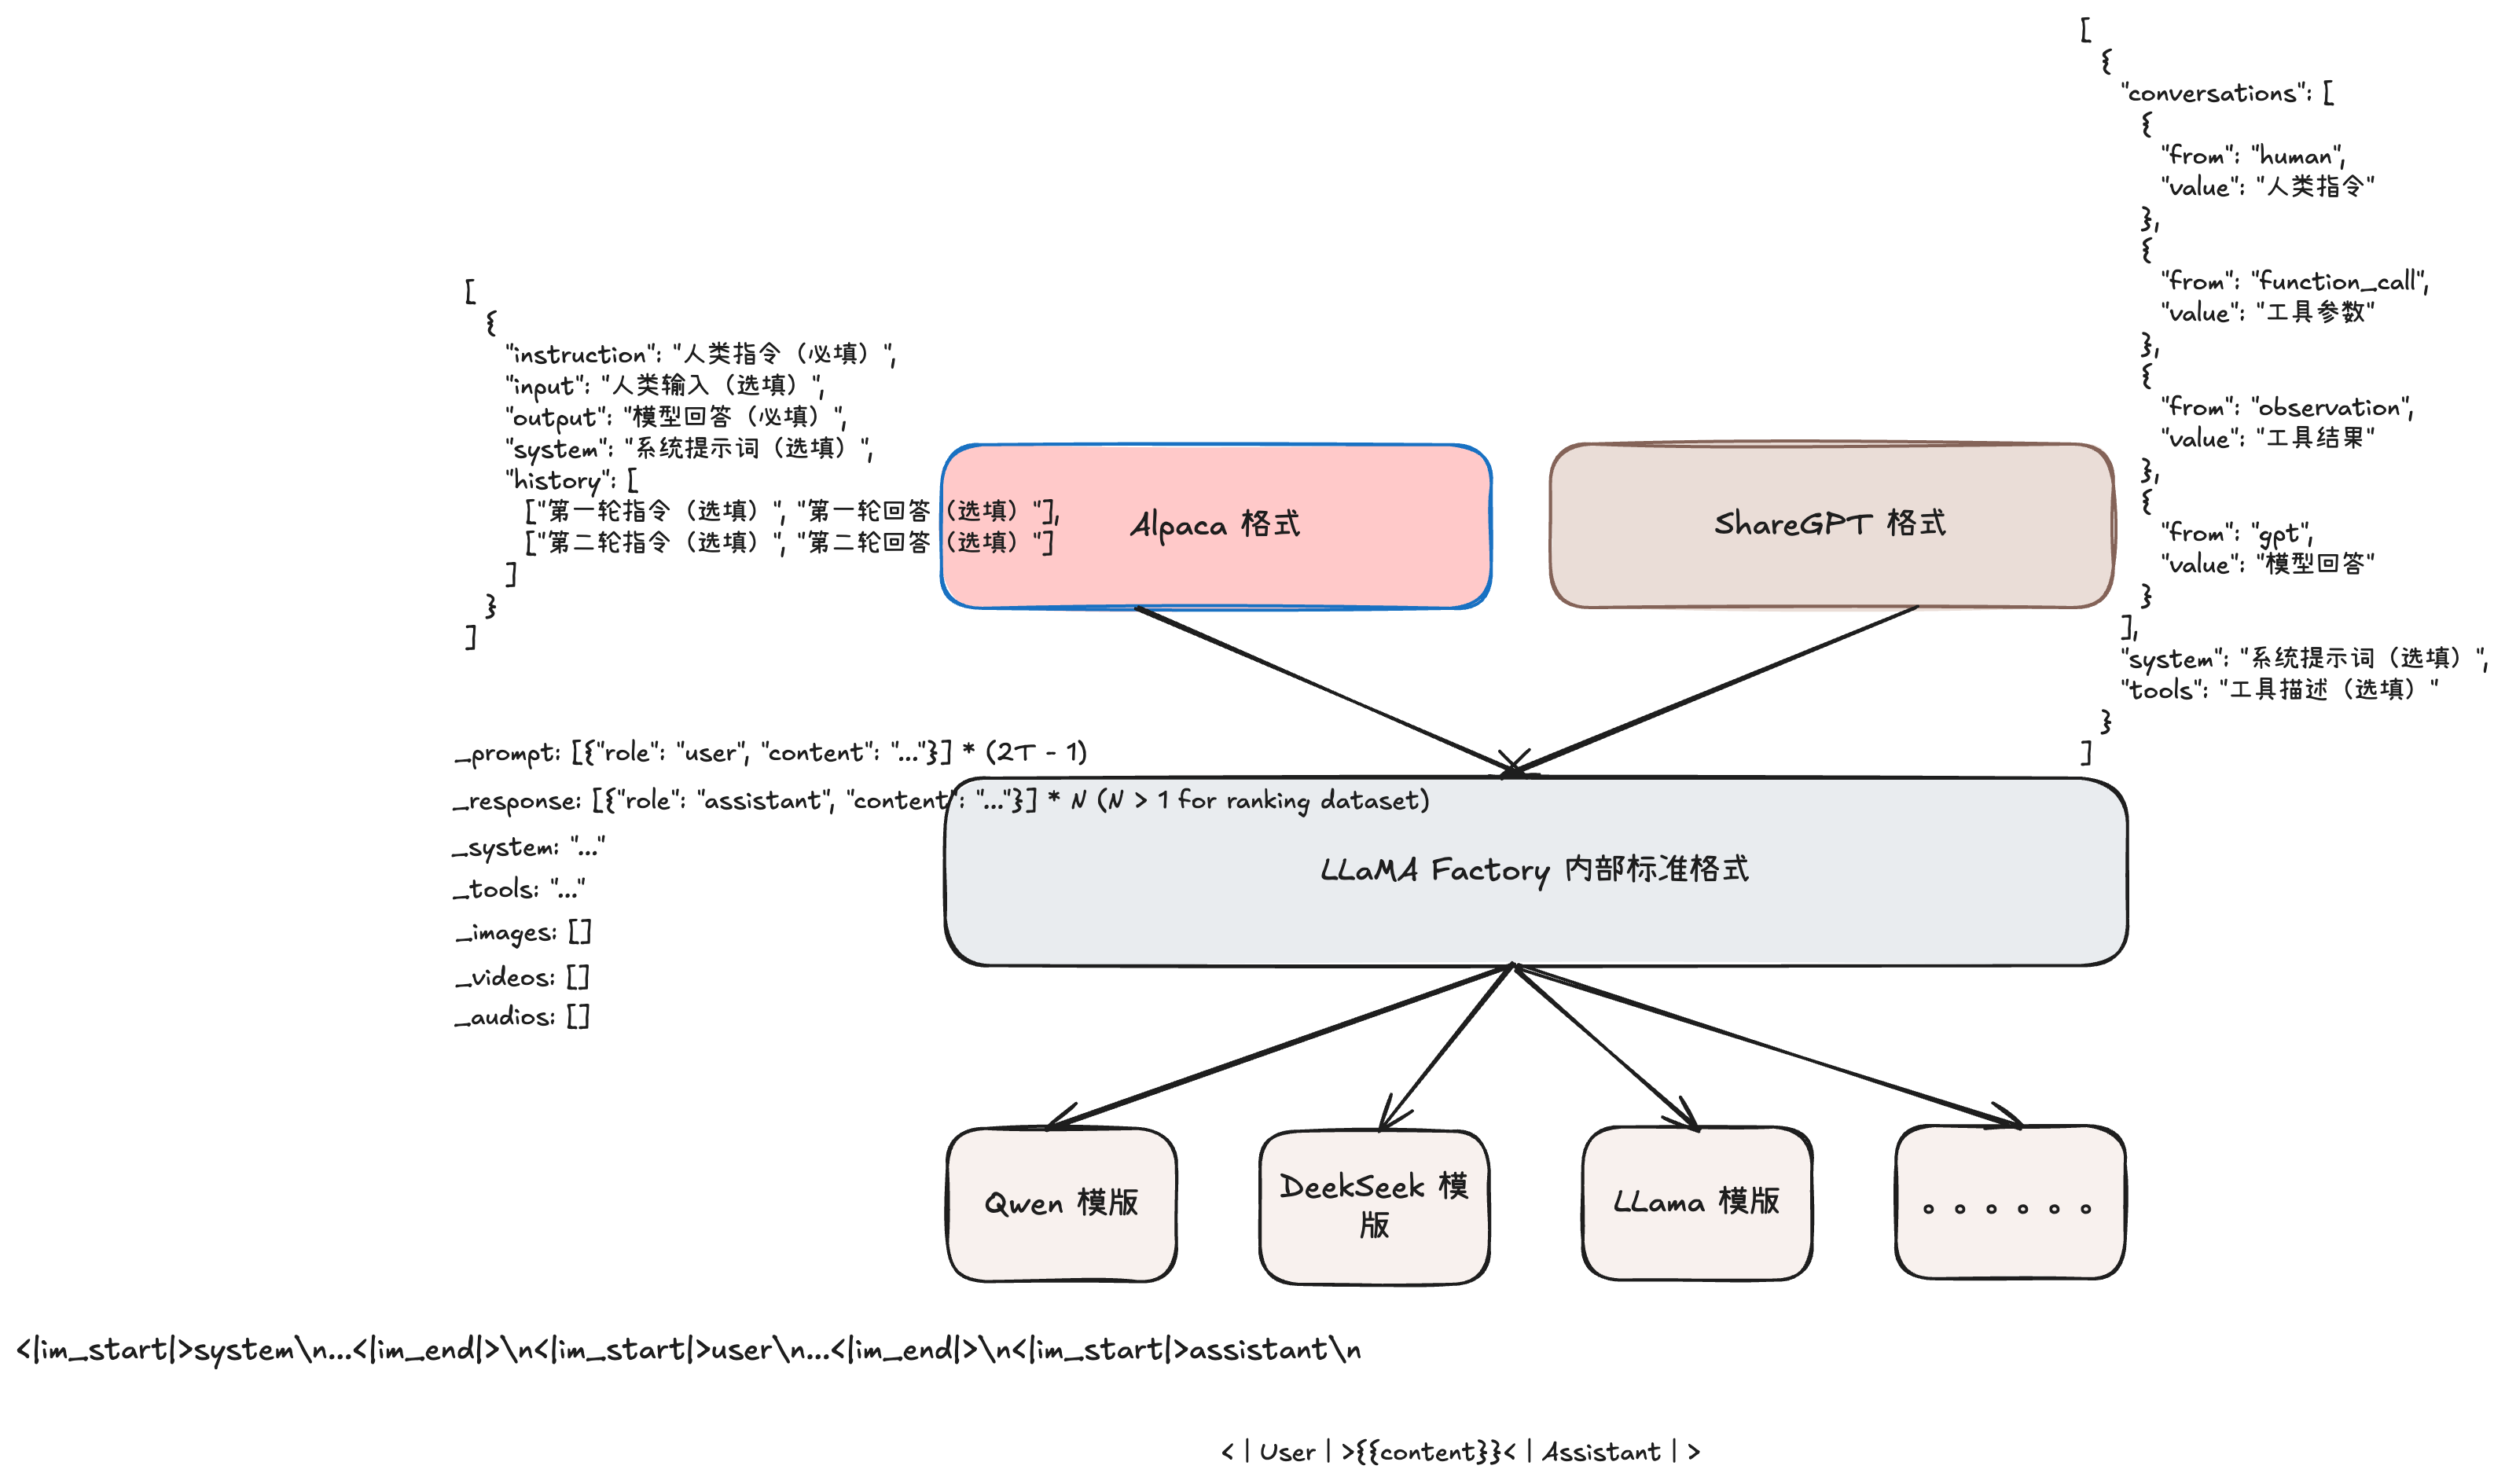 [
{
"conversations": [
{
"from": "human",
"value": "人类指令"
},
{
"from": "function_call",
"value": "工具参数"
},
{
"from": "observation",
"value": "工具结果"
},
{
"from": "gpt",
"value": "模型回答"
}
],
"system": "系统提示词（选填）",
"tools": "工具描述（选填）"
}
]
[
{
"instruction": "人类指令（必填）",
"input": "人类输入（选填）",
"output": "模型回答（必填）",
"system": "系统提示词（选填）",
"history": [
["第一轮指令（选填）", "第一轮回答（选填）"],
["第二轮指令（选填）", "第二轮回答（选填）"]
]
}
]
Alpaca 格式
ShareGPT 格式
_prompt: [{"role": "user", "content": "..."}] * (2T - 1)
_response: [{"role": "assistant", "content": "..."}] * N (N > 1 for ranking dataset)
_system: "..."
_tools: "..."
_images: []
_videos: []
_audios: []
LLaMA Factory 内部标准格式
Qwen 模版
DeekSeek 模
版
LLama 模版
。。。。。。
<|im_start|>system\n...<|im_end|>\n<|im_start|>user\n...<|im_end|>\n<|im_start|>assistant\n
<｜User｜>{{content}}<｜Assistant｜>